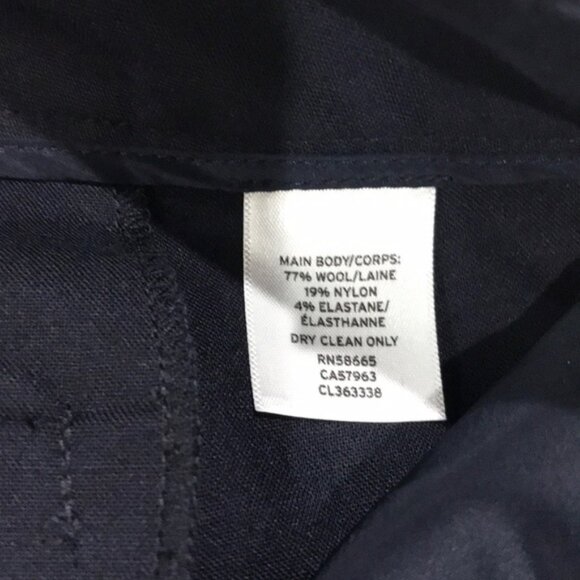 MAIN BODY/CORPS:
77% WOOL/LAINE
19% NYLON
4% ELASTANE/
ÉLASTHANNE
DRY CLEAN ONLY
RN58665
CA57963
CL363338